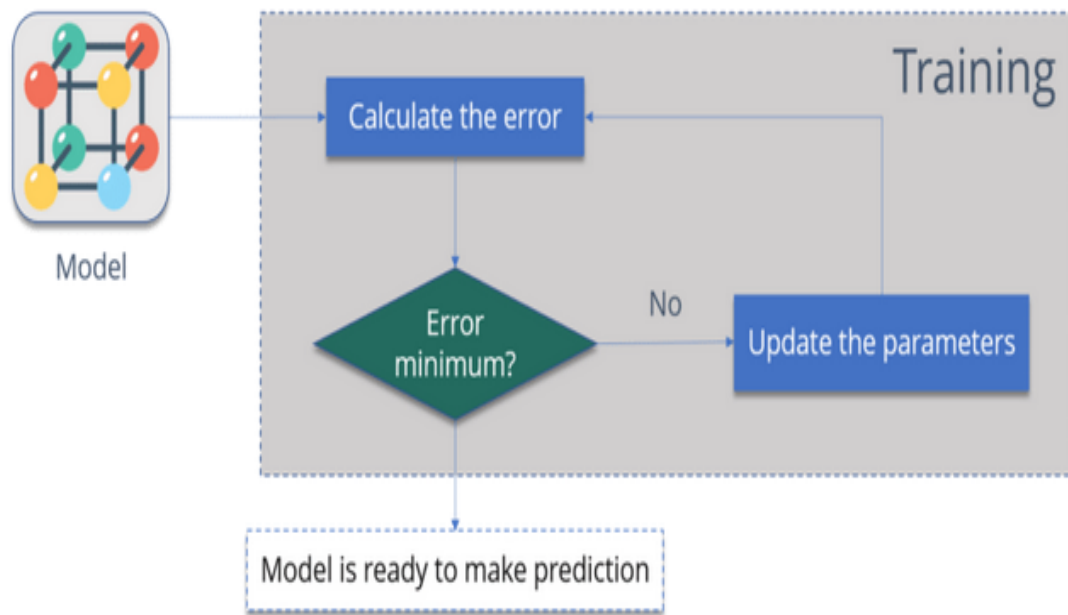 Training
Calculate the error
Model
Error
minimum?
No
Update the parameters
Model is ready to make prediction